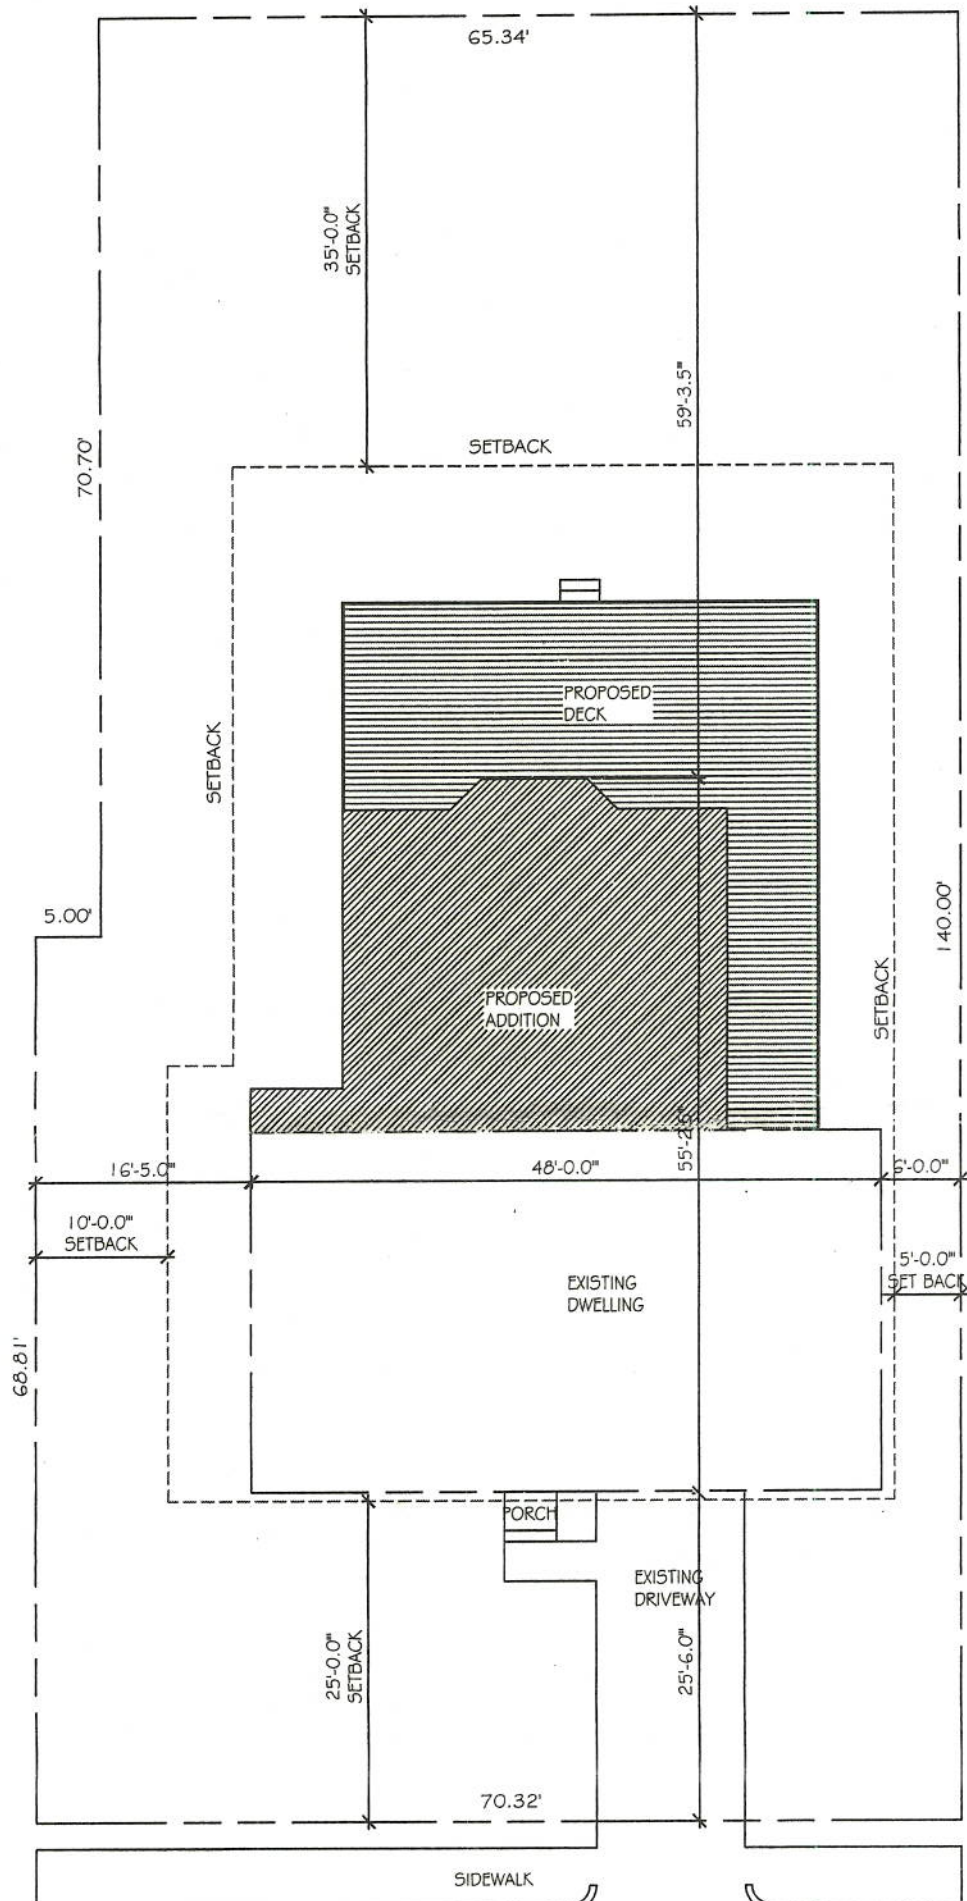 65.34'
35'-0.0"
SETBACK
59'-3.5"
SETBACK
70.70'
PROPOSED
DECK
SETBACK
5.00'
140.00'
PROPOSED
ADDITION
SETBACK
16'-5.0"
48'-0.0"
6'-0.0"
10'-0.0"
SETBACK
5'-0.0"
SET BACK
EXISTING
DWELLING
68.81'
PORCH
EXISTING
DRIVEWAY
25'-0.0"
SETBACK
25'-6.0"
70.32'
SIDEWALK